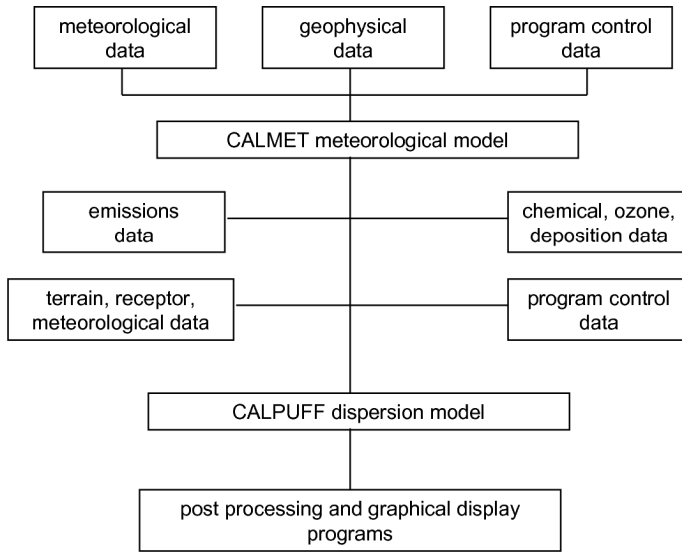 meteorological
data
geophysical
data
program control
data
CALMET meteorological model
emissions
data
chemical, ozone,
deposition data
terrain, receptor,
meteorological data
program control
data
CALPUFF dispersion model
post processing and graphical display
programs